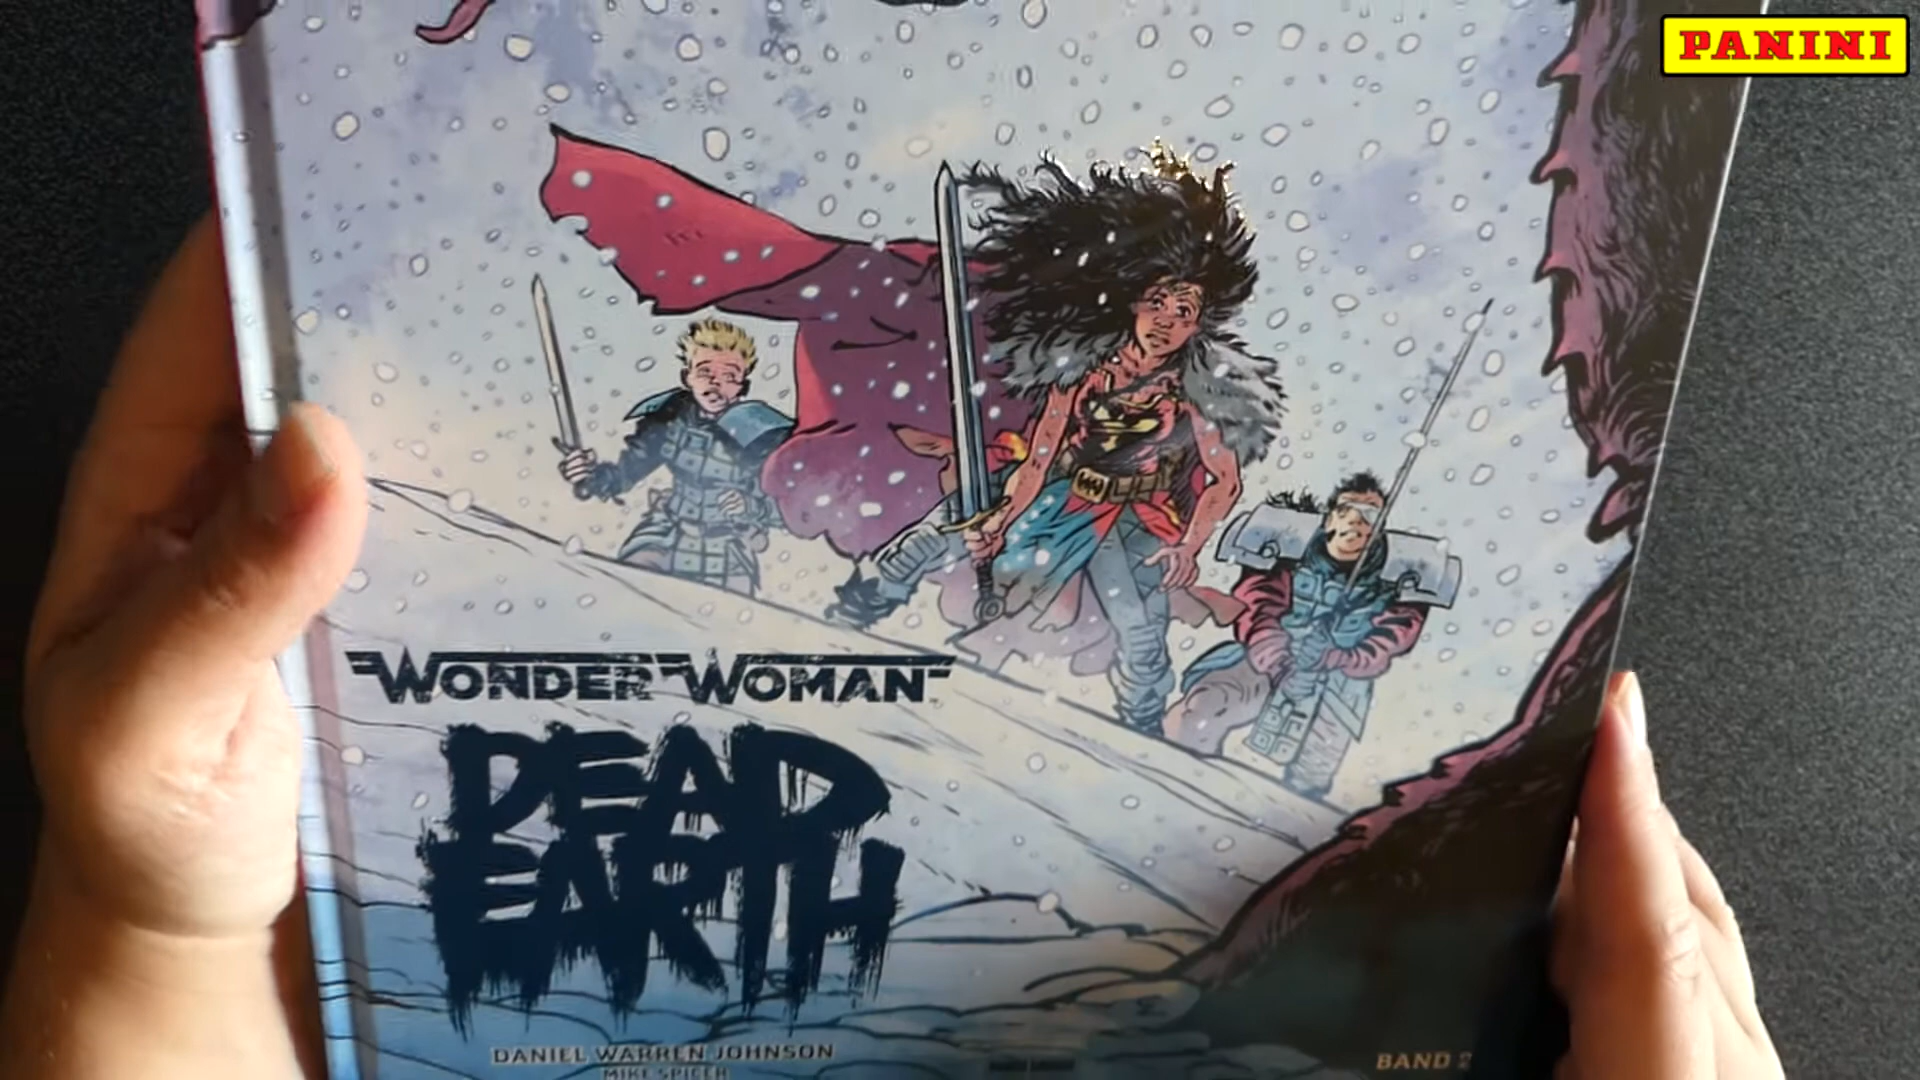 PANINI
WONDER WOMAN
DEAD
EARTH
DANIEL WARREN JOHNSON
MIKE SPICER
BAND 2